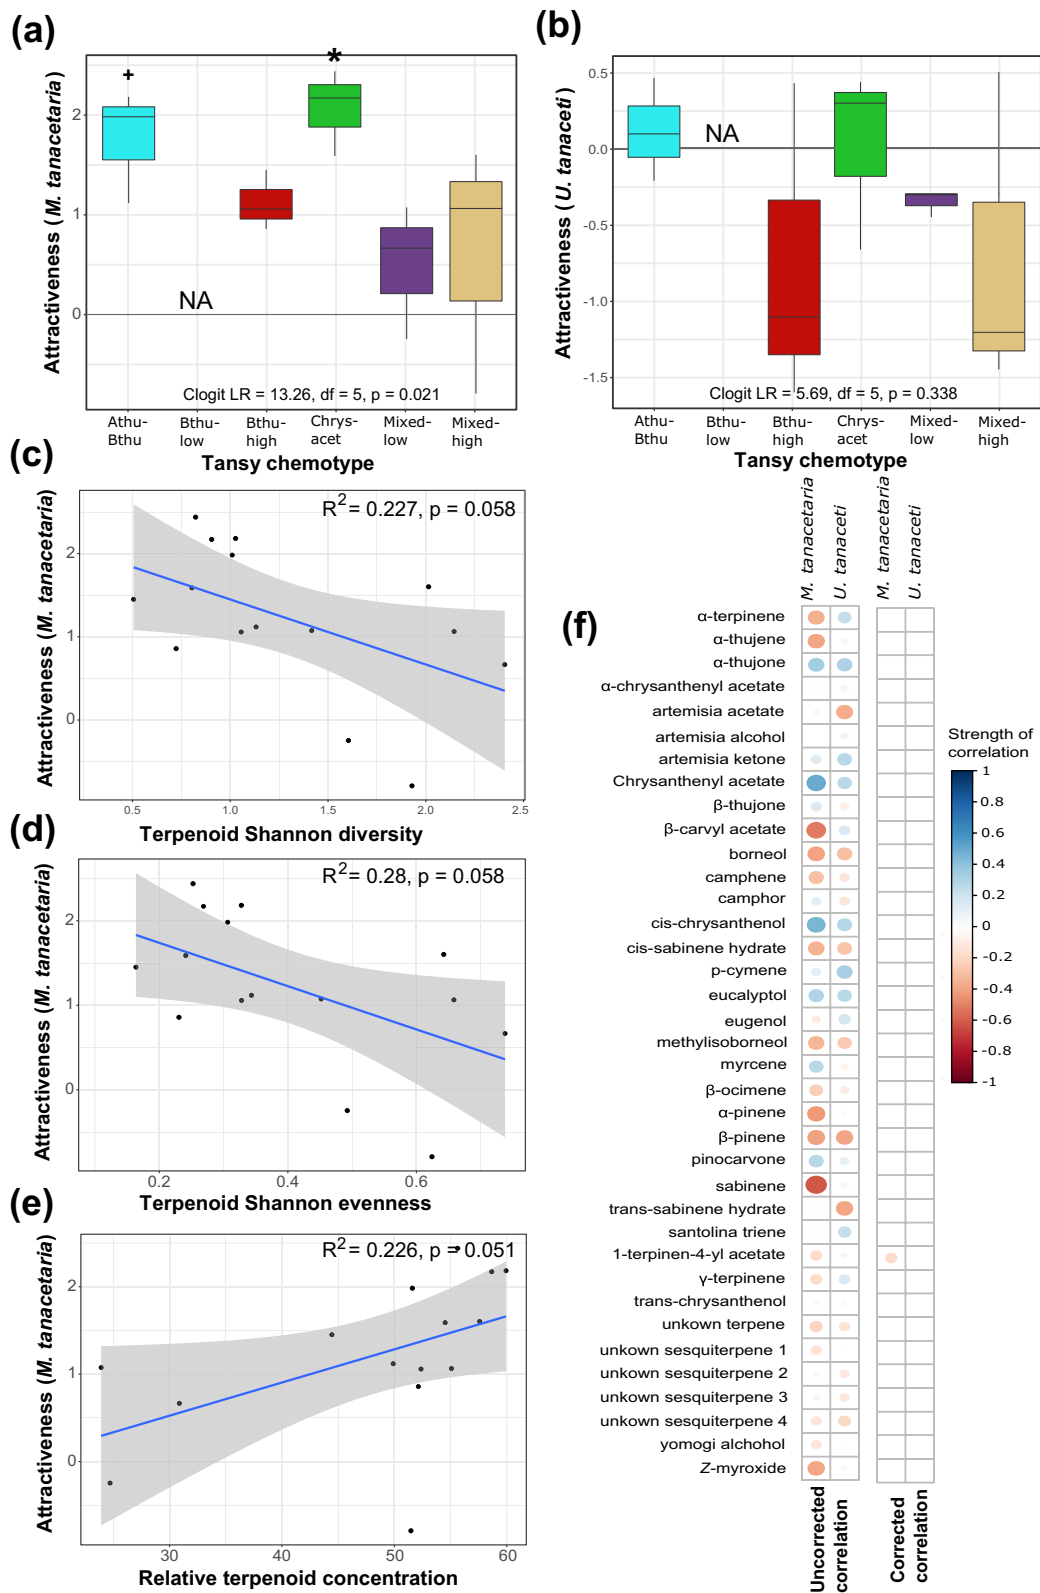 (a)
Attractiveness (M. tanacetaria)
2
1
0
+
*
NA
Clogit LR = 13.26, df = 5, p = 0.021
Athu-
Bthu
Bthu-
low
Bthu-
high
Chrys-
acet
Mixed-
low
Mixed-
high
Tansy chemotype
(b)
Attractiveness (U. tanaceti)
0.5
0.0
-0.5
-1.0
-1.5
NA
Clogit LR = 5.69, df = 5, p = 0.338
Athu-
Bthu
Bthu-
low
Bthu-
high
Chrys-
acet
Mixed-
low
Mixed-
high
Tansy chemotype
(c)
Attractiveness (M. tanacetaria)
2
1
0
R2 = 0.227, p = 0.058
0.5 1.0 1.5 2.0 2.5
Terpenoid Shannon diversity
(d)
Attractiveness (M. tanacetaria)
2
1
0
R2 = 0.28, p = 0.058
0.2 0.4 0.6
Terpenoid Shannon evenness
(e)
Attractiveness (M. tanacetaria)
2
1
0
R2 = 0.226, p = 0.051
30 40 50 60
Relative terpenoid concentration
(f)
M. tanacetaria
U. tanaceti
M. tanacetaria
U. tanaceti
α-terpinene
α-thujene
α-thujone
α-chrysanthenyl acetate
artemisia acetate
artemisia alcohol
artemisia ketone
Chrysanthenyl acetate
β-thujone
β-carvyl acetate
borneol
camphene
camphor
cis-chrysanthenol
cis-sabinene hydrate
p-cymene
eucalyptol
eugenol
methylisoborneol
myrcene
β-ocimene
α-pinene
β-pinene
pinocarvone
sabinene
trans-sabinene hydrate
santolina triene
1-terpinen-4-yl acetate
γ-terpinene
trans-chrysanthenol
unkown terpene
unkown sesquiterpene 1
unkown sesquiterpene 2
unkown sesquiterpene 3
unkown sesquiterpene 4
yomogi alchohol
Z-myroxide
Uncorrected
correlation
Corrected
correlation
Strength of
correlation
1
0.8
0.6
0.4
0.2
0
-0.2
-0.4
-0.6
-0.8
-1